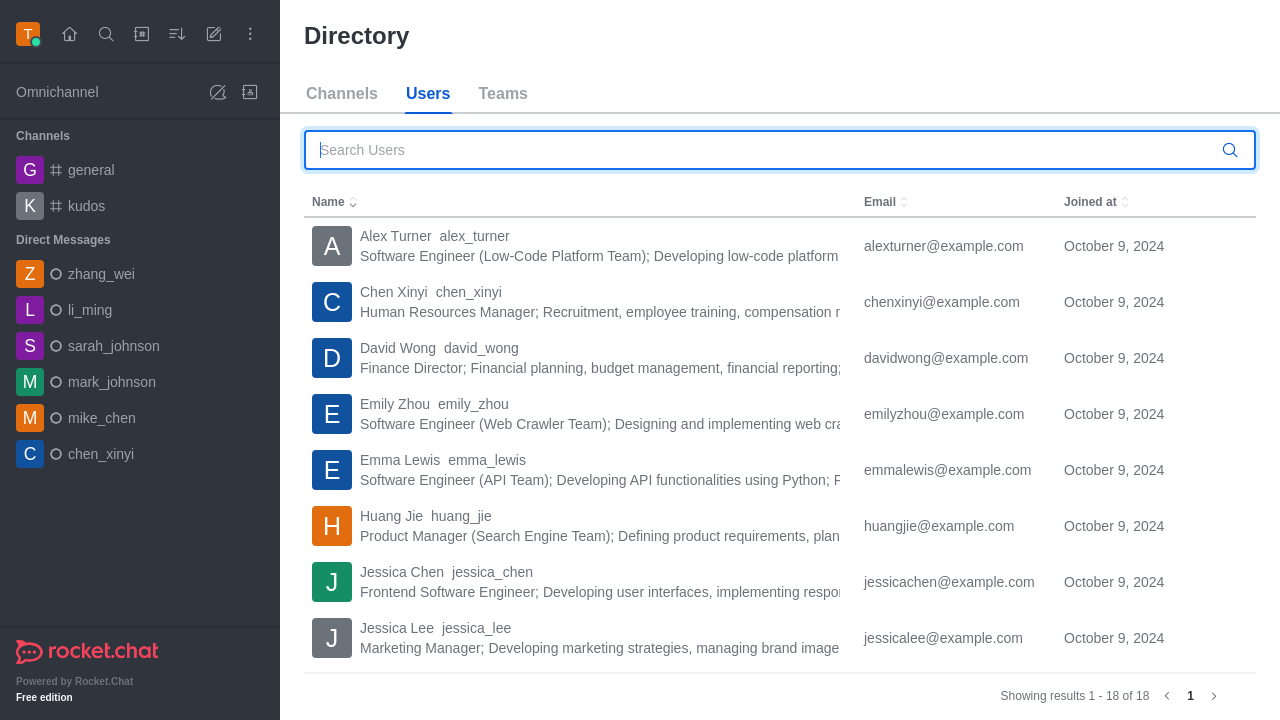 T
Directory
Omnichannel
Channels
G general
K kudos
Direct Messages
Z zhang_wei
L li_ming
S sarah_johnson
M mark_johnson
M mike_chen
C chen_xinyi
rocket.chat
Powered by Rocket.Chat
Free edition
Channels Users Teams
Search Users
Name Email Joined at
A Alex Turner alex_turner
Software Engineer (Low-Code Platform Team); Developing low-code platform
alexturner@example.com October 9, 2024
C Chen Xinyi chen_xinyi
Human Resources Manager; Recruitment, employee training, compensation
chenxinyi@example.com October 9, 2024
D David Wong david_wong
Finance Director; Financial planning, budget management, financial reporting;
davidwong@example.com October 9, 2024
E Emily Zhou emily_zhou
Software Engineer (Web Crawler Team); Designing and implementing web
emilyzhou@example.com October 9, 2024
E Emma Lewis emma_lewis
Software Engineer (API Team); Developing API functionalities using Python;
emmalewis@example.com October 9, 2024
H Huang Jie huang_jie
Product Manager (Search Engine Team); Defining product requirements, plan
huangjie@example.com October 9, 2024
J Jessica Chen jessica_chen
Frontend Software Engineer; Developing user interfaces, implementing respo
jessicachen@example.com October 9, 2024
J Jessica Lee jessica_lee
Marketing Manager; Developing marketing strategies, managing brand image
jessicalee@example.com October 9, 2024
Showing results 1 - 18 of 18 1